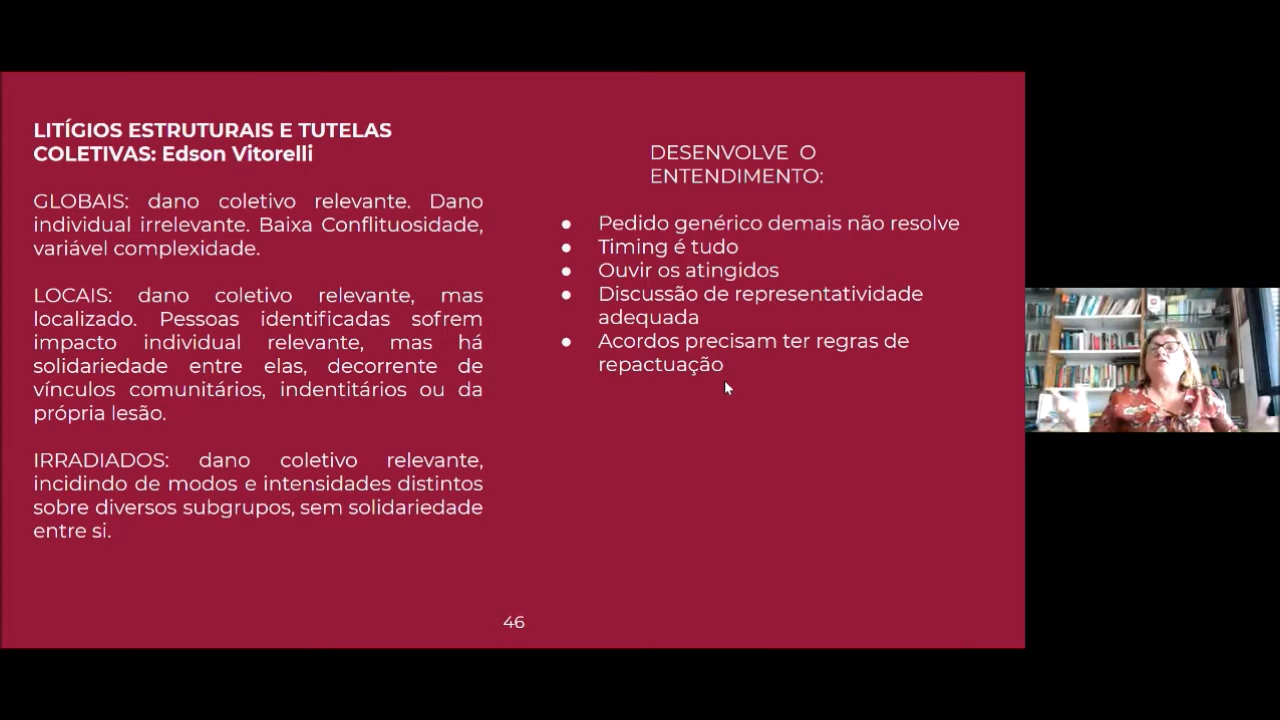 LITÍGIOS ESTRUTURAIS E TUTELAS
COLETIVAS: Edson Vitorelli
GLOBAIS: dano coletivo relevante. Dano
individual irrelevante. Baixa Conflituosidade,
variável complexidade.
LOCAIS: dano coletivo relevante, mas
localizado. Pessoas identificadas sofrem
impacto individual relevante, mas há
solidariedade entre elas, decorrente de
vínculos comunitários, indentitários ou da
própria lesão.
IRRADIADOS: dano coletivo relevante,
incidindo de modos e intensidades distintos
sobre diversos subgrupos, sem solidariedade
entre si.
DESENVOLVE O
ENTENDIMENTO:
● Pedido genérico demais não resolve
● Timing é tudo
● Ouvir os atingidos
● Discussão de representatividade
adequada
● Acordos precisam ter regras de
repactuação
46